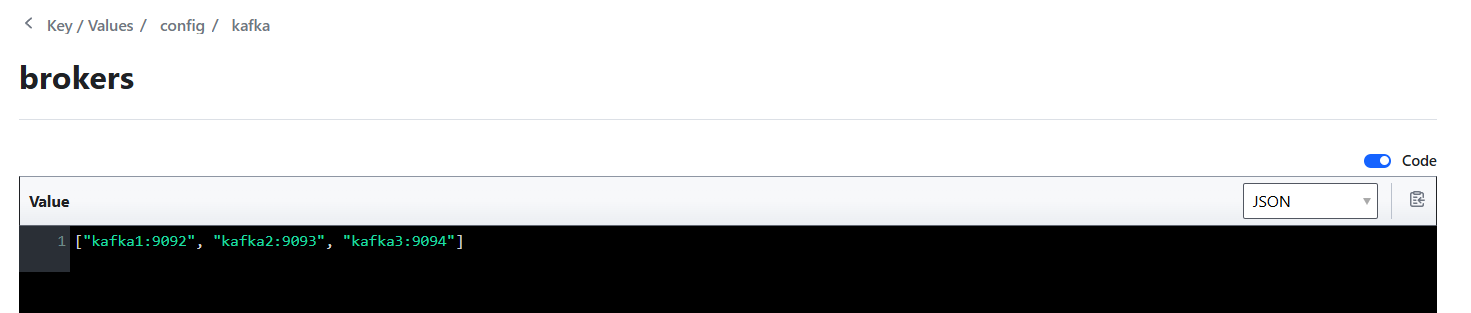 Key / Values / config / kafka
brokers
Code
Value JSON
1 ["kafka1:9092", "kafka2:9093", "kafka3:9094"]